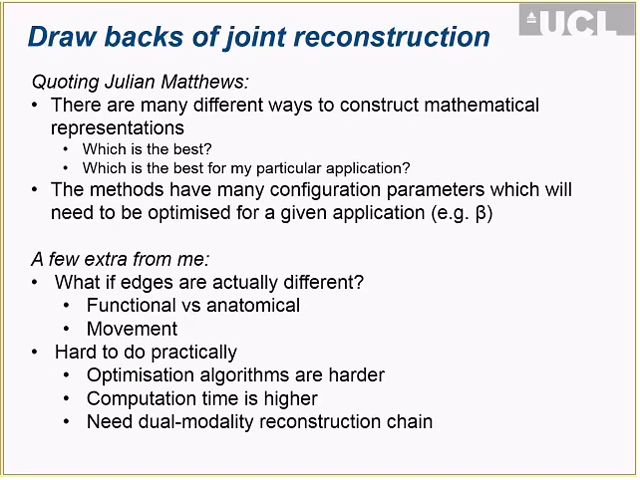 UCL
Draw backs of joint reconstruction
Quoting Julian Matthews:
• There are many different ways to construct mathematical
representations
• Which is the best?
• Which is the best for my particular application?
• The methods have many configuration parameters which will
need to be optimised for a given application (e.g. β)
A few extra from me:
• What if edges are actually different?
• Functional vs anatomical
• Movement
• Hard to do practically
• Optimisation algorithms are harder
• Computation time is higher
• Need dual-modality reconstruction chain